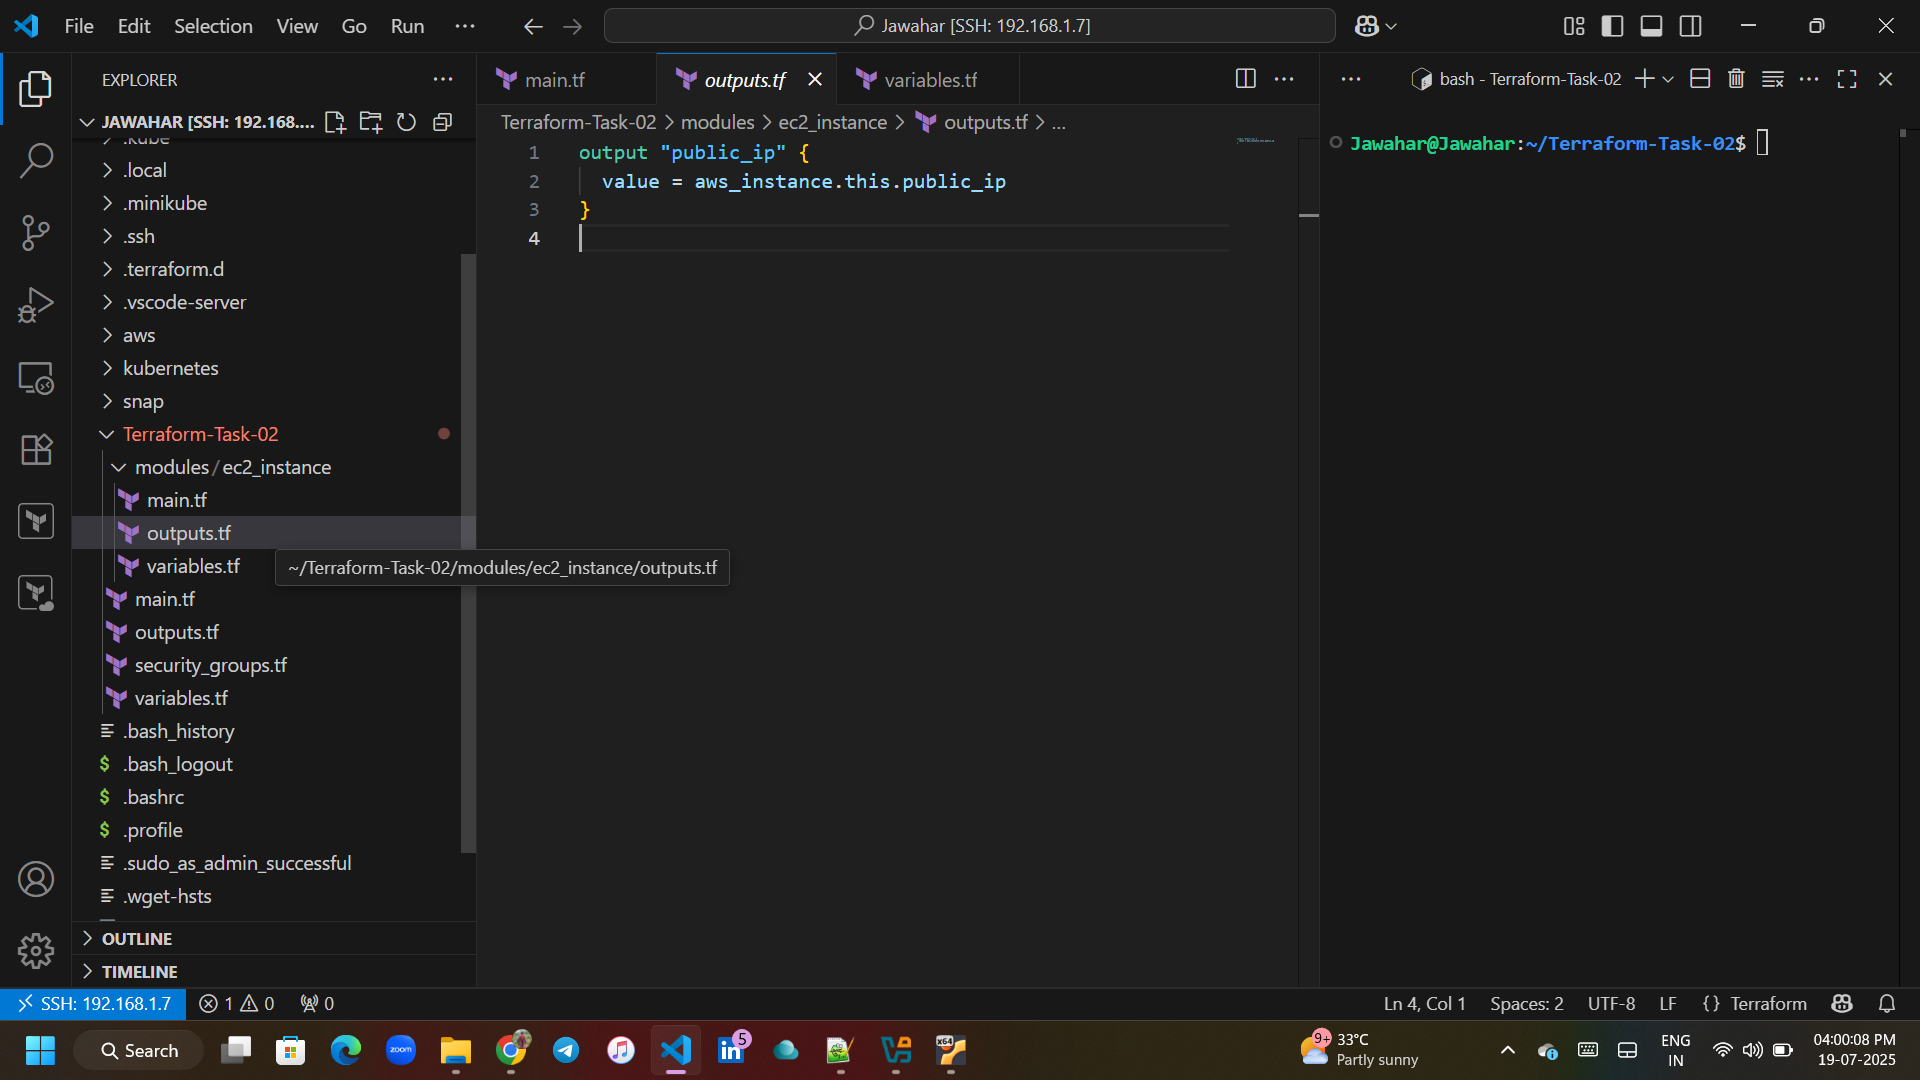 File Edit Selection View Go Run
Jawahar [SSH: 192.168.1.7]
EXPLORER
JAWAHAR [SSH: 192.168....
.kube
.local
.minikube
.ssh
.terraform.d
.vscode-server
aws
kubernetes
snap
Terraform-Task-02
modules / ec2_instance
main.tf
outputs.tf
variables.tf
main.tf
outputs.tf
security_groups.tf
variables.tf
.bash_history
$ .bash_logout
$ .bashrc
$ .profile
.sudo_as_admin_successful
.wget-hsts
OUTLINE
TIMELINE
main.tf outputs.tf variables.tf
Terraform-Task-02 > modules > ec2_instance > outputs.tf > ...
1 output "public_ip" {
2 value = aws_instance.this.public_ip
3 }
4
~/Terraform-Task-02/modules/ec2_instance/outputs.tf
bash - Terraform-Task-02
Jawahar@Jawahar:~/Terraform-Task-02$
SSH: 192.168.1.7 1 0 0
Ln 4, Col 1 Spaces: 2 UTF-8 LF {} Terraform
Search
zoom
5
x64
9+
33°C
Partly sunny
ENG
IN
04:00:08 PM
19-07-2025